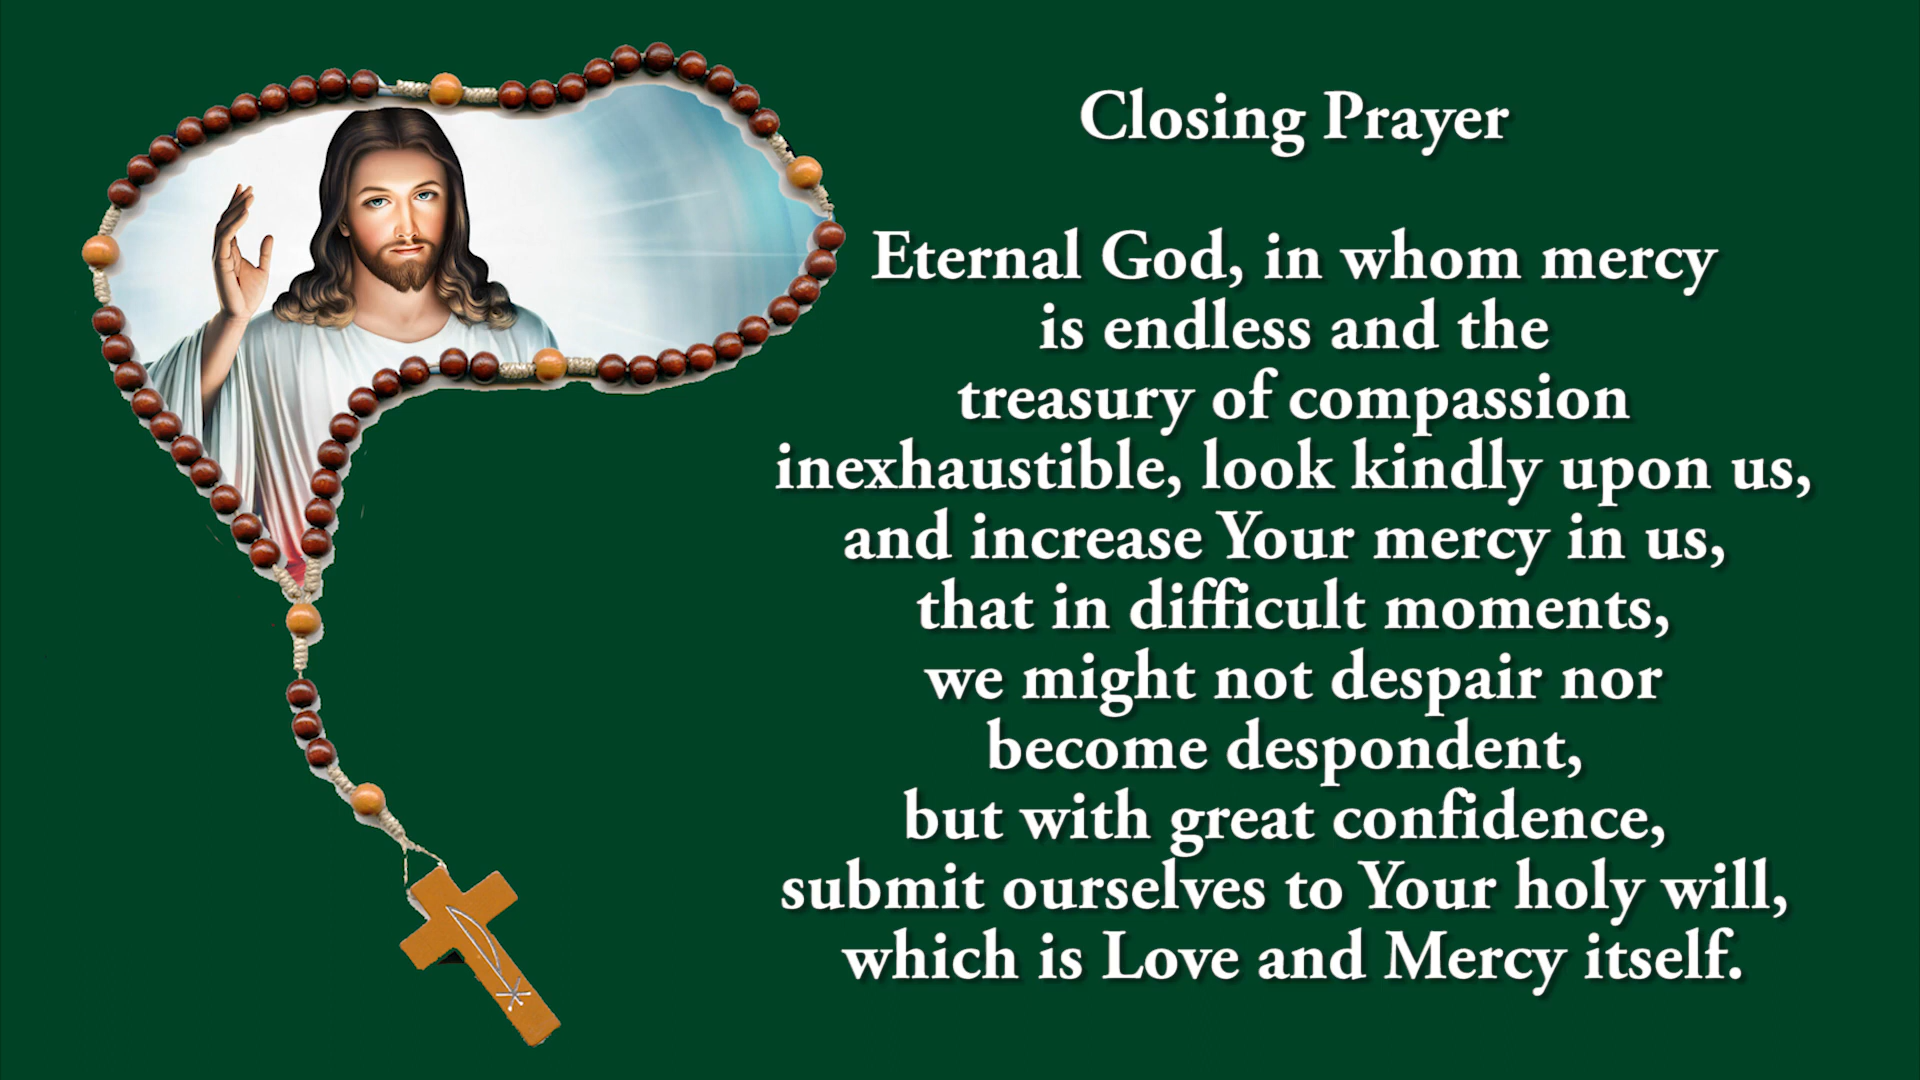 Closing Prayer
Eternal God, in whom mercy
is endless and the
treasury of compassion
inexhaustible, look kindly upon us,
and increase Your mercy in us,
that in difficult moments,
we might not despair nor
become despondent,
but with great confidence,
submit ourselves to Your holy will,
which is Love and Mercy itself.